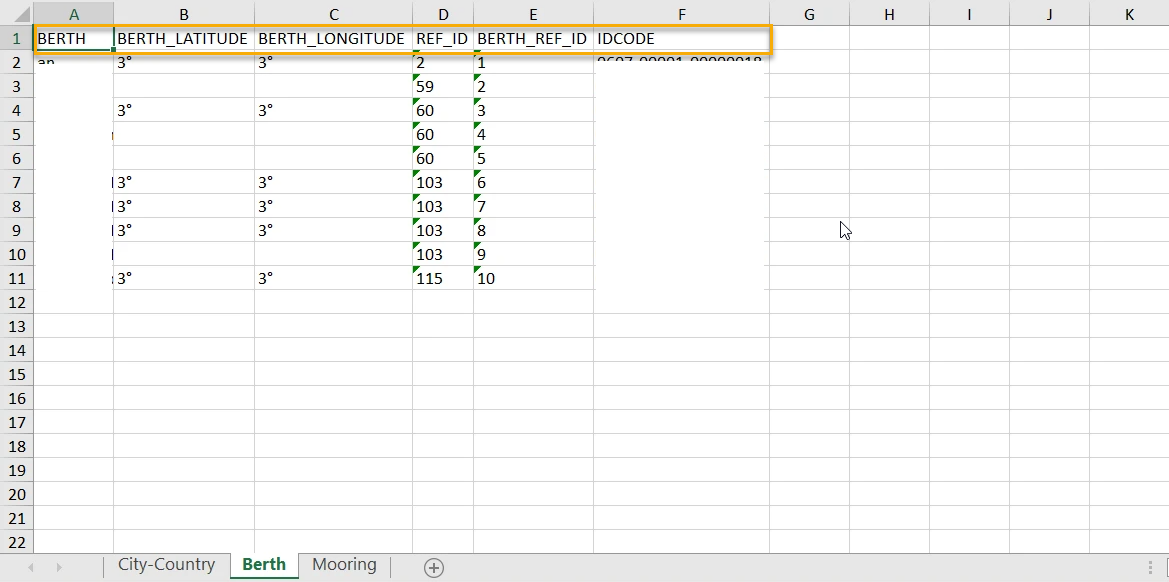 A B C D E F G H I J K
1 BERTH BERTH_LATITUDE BERTH_LONGITUDE REF_ID BERTH_REF_ID IDCODE
2 3° 3° 2 1
3 59 2
4 3° 3° 60 3
5 60 4
6 60 5
7 3° 3° 103 6
8 3° 3° 103 7
9 3° 3° 103 8
10 103 9
11 3° 3° 115 10
12
13
14
15
16
17
18
19
20
21
22
City-Country Berth Mooring